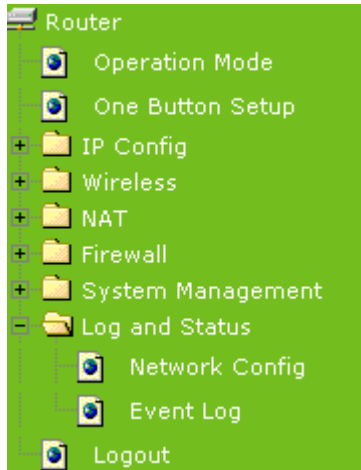 Router
Operation Mode
One Button Setup
IP Config
Wireless
NAT
Firewall
System Management
Log and Status
Network Config
Event Log
Logout